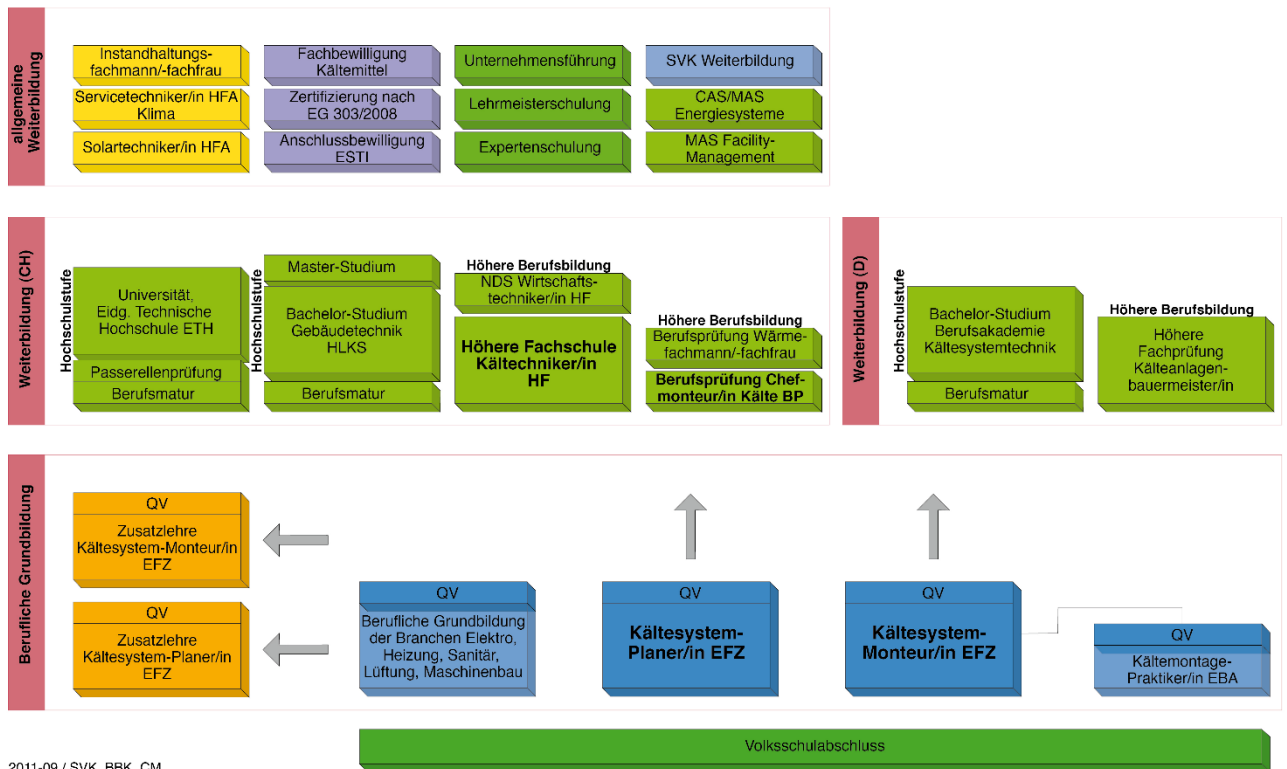 allgemeine
Weiterbildung
Instandhaltungs-
fachmann/-fachfrau
Servicetechniker/in HFA
Klima
Solartechniker/in HFA
Fachbewilligung
Kältemittel
Zertifizierung nach
EG 303/2008
Anschlussbewilligung
ESTI
Unternehmensführung
Lehrmeisterschulung
Expertenschulung
SVK Weiterbildung
CAS/MAS
Energiesysteme
MAS Facility-
Management
Weiterbildung (CH)
Hochschulstufe
Universität,
Eidg. Technische
Hochschule ETH
Passerellenprüfung
Berufsmatur
Hochschulstufe
Master-Studium
Bachelor-Studium
Gebäudetechnik
HLKS
Berufsmatur
Höhere Berufsbildung
NDS Wirtschafts-
techniker/in HF
Höhere Fachschule
Kältechniker/in
HF
Höhere Berufsbildung
Berufsprüfung Wärme-
fachmann/-fachfrau
Berufsprüfung Chef-
monteur/in Kälte BP
Weiterbildung (D)
Hochschulstufe
Bachelor-Studium
Berufsakademie
Kältesystemtechnik
Berufsmatur
Höhere Berufsbildung
Höhere
Fachprüfung
Kälteanlagen-
bauermeister/in
Berufliche Grundbildung
QV
Zusatzlehre
Kältesystem-Monteur/in
EFZ
QV
Zusatzlehre
Kältesystem-Planer/in
EFZ
QV
Berufliche Grundbildung
der Branchen Elektro,
Heizung, Sanitär,
Lüftung, Maschinenbau
QV
Kältesystem-
Planer/in EFZ
QV
Kältesystem-
Monteur/in EFZ
QV
Kältemontage-
Praktiker/in EBA
Volksschulabschluss
2011-09 / SVK, BBK, CM